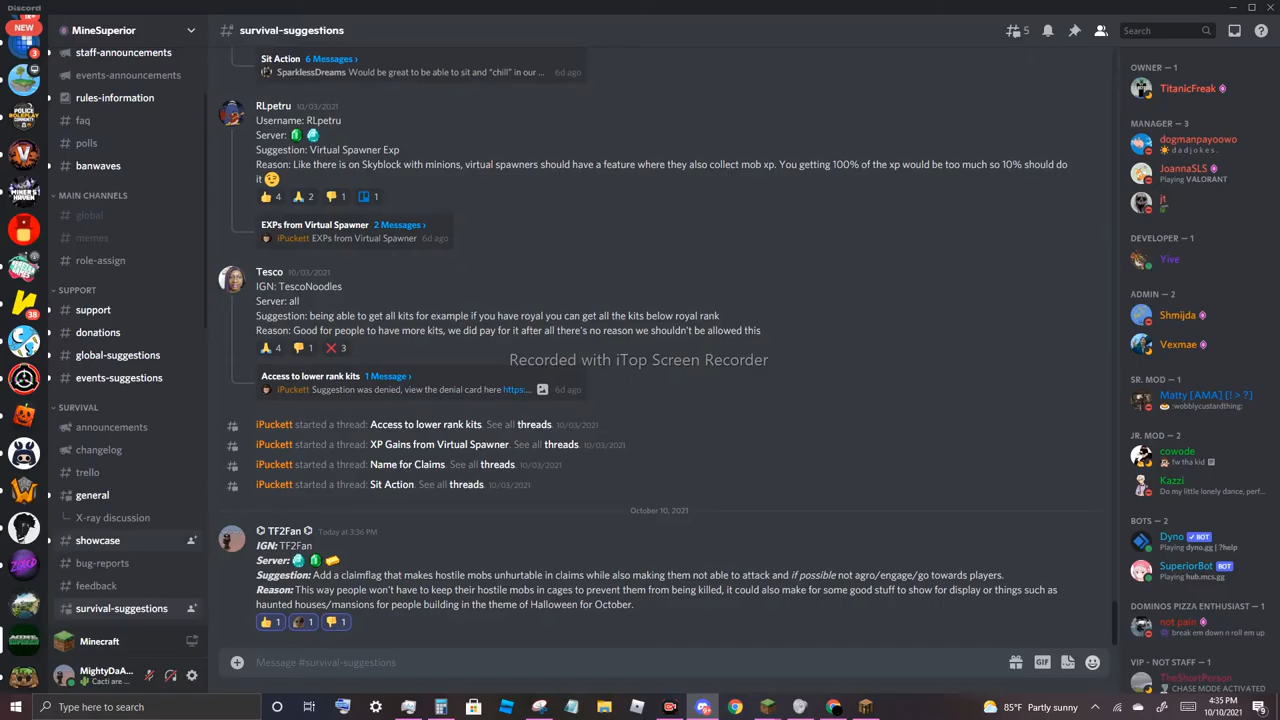 Discord
NEW
3
38
MineSuperior
staff-announcements
events-announcements
rules-information
faq
polls
banwaves
MAIN CHANNELS
global
memes
role-assign
SUPPORT
support
donations
global-suggestions
events-suggestions
SURVIVAL
announcements
changelog
trello
general
X-ray discussion
showcase
bug-reports
feedback
survival-suggestions
Minecraft
MightyDaA...
Cacti are ...
survival-suggestions
5
Search
Sit Action 6 Messages ›
SparklessDreams Would be great to be able to sit and "chill" in our ... 6d ago
RLpetru 10/03/2021
Username: RLpetru
Server:
Suggestion: Virtual Spawner Exp
Reason: Like there is on Skyblock with minions, virtual spawners should have a feature where they also collect mob xp. You getting 100% of the xp would be too much so 10% should do
it
4 2 1 1
EXPs from Virtual Spawner 2 Messages ›
iPuckett EXPs from Virtual Spawner 6d ago
Tesco 10/03/2021
IGN: TescoNoodles
Server: all
Suggestion: being able to get all kits for example if you have royal you can get all the kits below royal rank
Reason: Good for people to have more kits, we did pay for it after all there's no reason we shouldn't be allowed this
4 1 3
Recorded with iTop Screen Recorder
Access to lower rank kits 1 Message ›
iPuckett Suggestion was denied, view the denial card here https:... 6d ago
iPuckett started a thread: Access to lower rank kits. See all threads. 10/03/2021
iPuckett started a thread: XP Gains from Virtual Spawner. See all threads. 10/03/2021
iPuckett started a thread: Name for Claims. See all threads. 10/03/2021
iPuckett started a thread: Sit Action. See all threads. 10/03/2021
October 10, 2021
TF2Fan Today at 3:36 PM
IGN: TF2Fan
Server:
Suggestion: Add a claimflag that makes hostile mobs unhurtable in claims while also making them not able to attack and if possible not agro/engage/go towards players.
Reason: This way people won't have to keep their hostile mobs in cages to prevent them from being killed, it could also make for some good stuff to show for display or things such as
haunted houses/mansions for people building in the theme of Halloween for October.
1 1 1
Message #survival-suggestions
GIF
OWNER — 1
TitanicFreak
MANAGER — 3
dogmanpayoowo
d a d j o k e s .
JoannaSLS
Playing VALORANT
jt
DEVELOPER — 1
Yive
ADMIN — 2
Shmijda
Vexmae
SR. MOD — 1
Matty [AMA] [! > ?]
:wobblycustardthing:
JR. MOD — 2
cowode
fw tha kid
Kazzi
Do my little lonely dance, perf...
BOTS — 2
Dyno ✓ BOT
Playing dyno.gg | ?help
SuperiorBot BOT
Playing hub.mcs.gg
DOMINOS PIZZA ENTHUSIAST — 1
not pain
break em down n roll em up
VIP - NOT STAFF — 1
TheShortPerson
CHASE MODE ACTIVATED
Type here to search
85°F Partly sunny
4:35 PM
10/10/2021
9